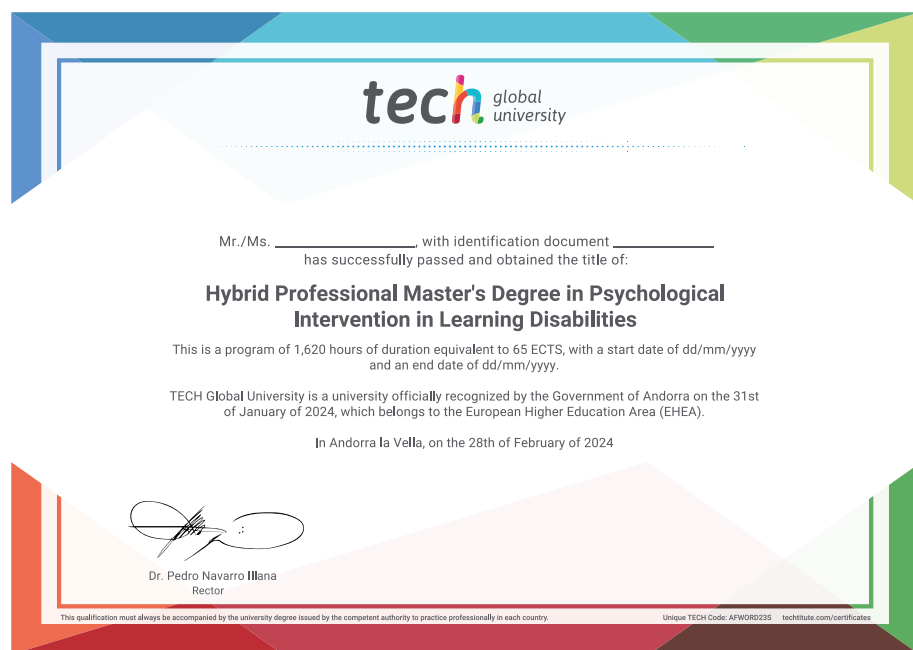 tech global
university
Mr./Ms. ____________________, with identification document ______________
has successfully passed and obtained the title of:
Hybrid Professional Master's Degree in Psychological
Intervention in Learning Disabilities
This is a program of 1,620 hours of duration equivalent to 65 ECTS, with a start date of dd/mm/yyyy
and an end date of dd/mm/yyyy.
TECH Global University is a university officially recognized by the Government of Andorra on the 31st
of January of 2024, which belongs to the European Higher Education Area (EHEA).
In Andorra la Vella, on the 28th of February of 2024
Dr. Pedro Navarro Illana
Rector
This qualification must always be accompanied by the university degree issued by the competent authority to practice professionally in each country. Unique TECH Code: AFWORD23S techtitute.com/certificates